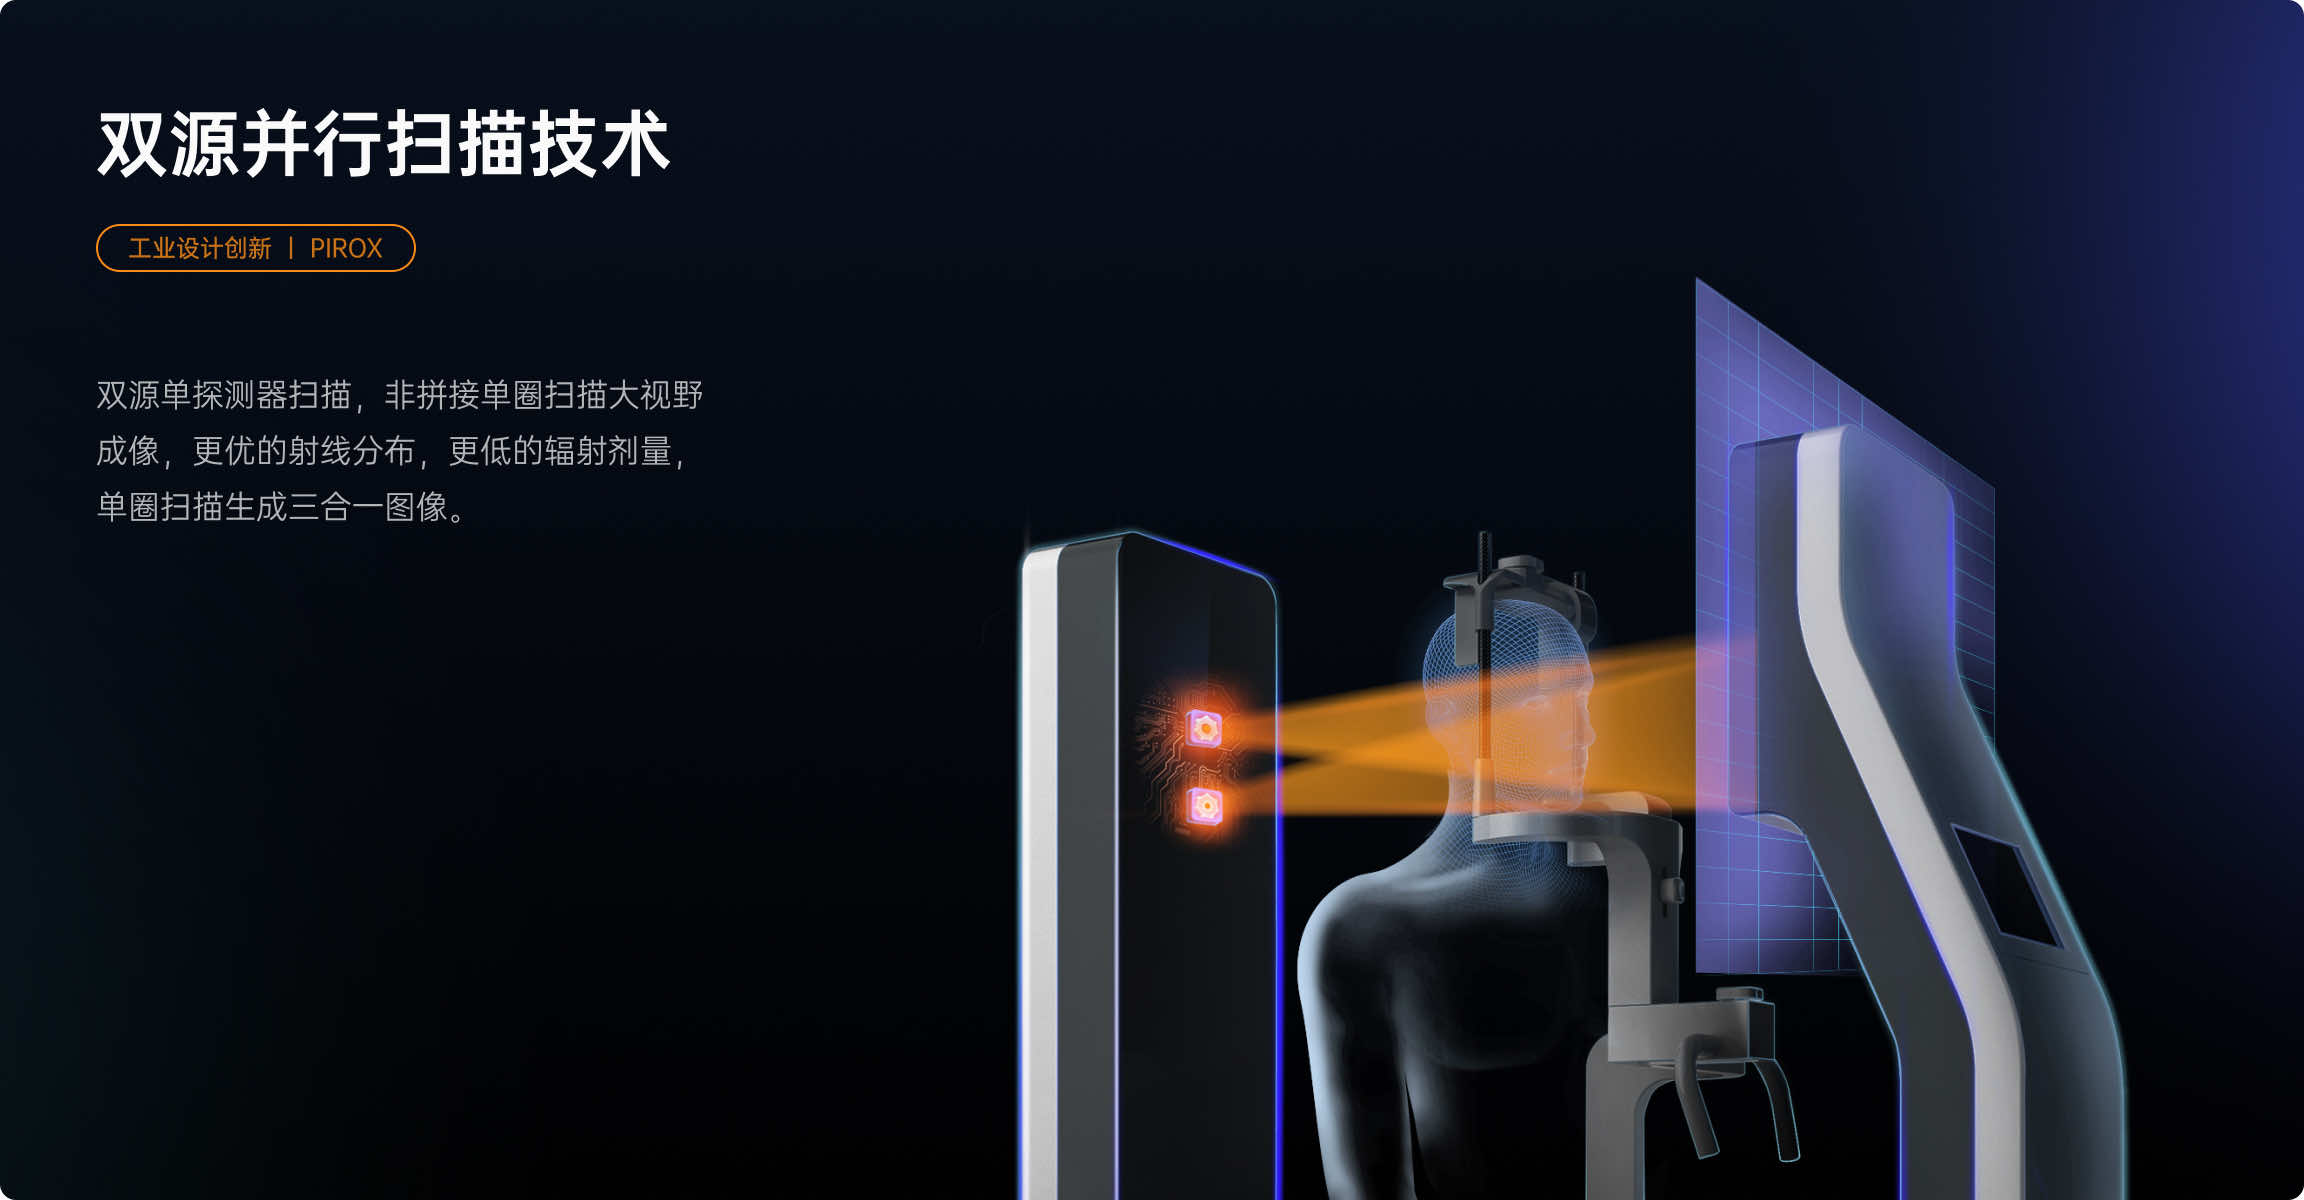 双源并行扫描技术
工业设计创新 | PIROX
双源单探测器扫描，非拼接单圈扫描大视野
成像，更优的射线分布，更低的辐射剂量，
单圈扫描生成三合一图像。